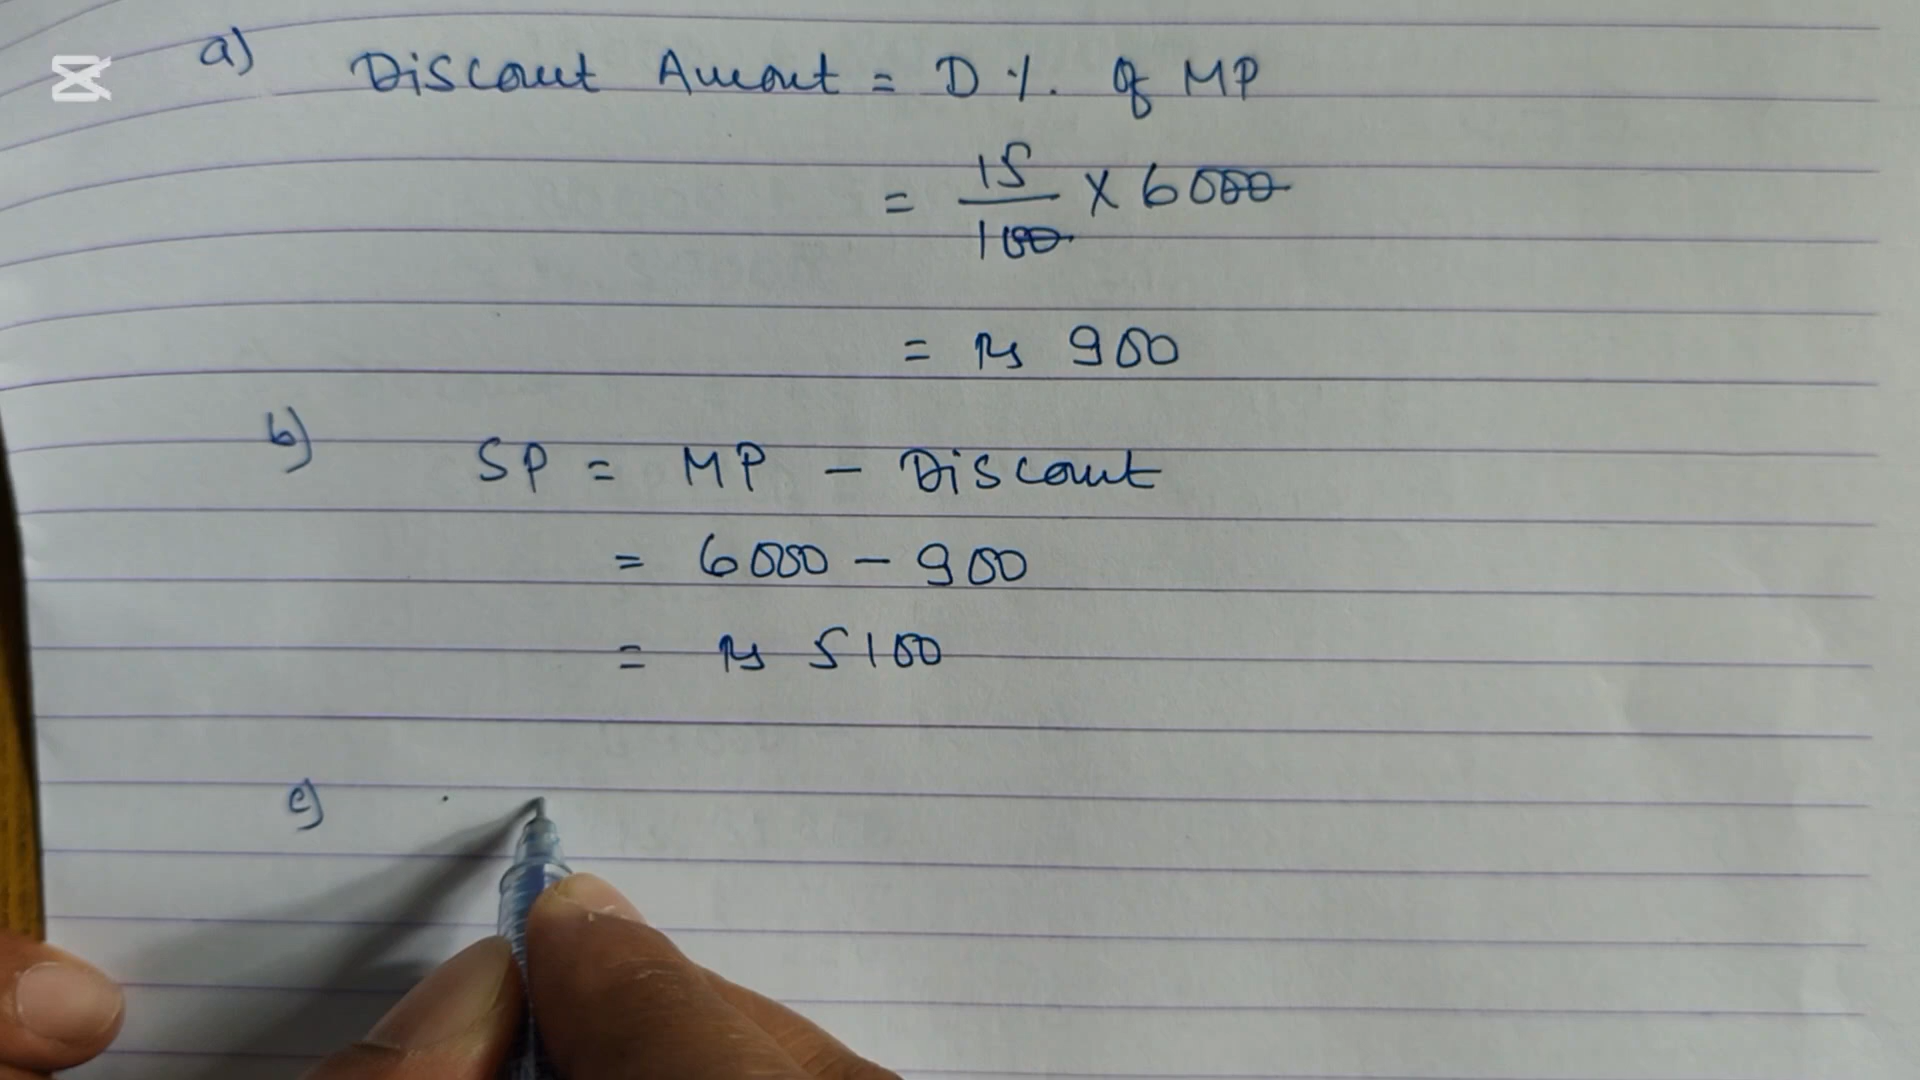 a) Discount Amount = D %. of MP
= 15/100 × 6000
= Rs 900
b) SP = MP - Discount
= 6000 - 900
= Rs 5100
c)